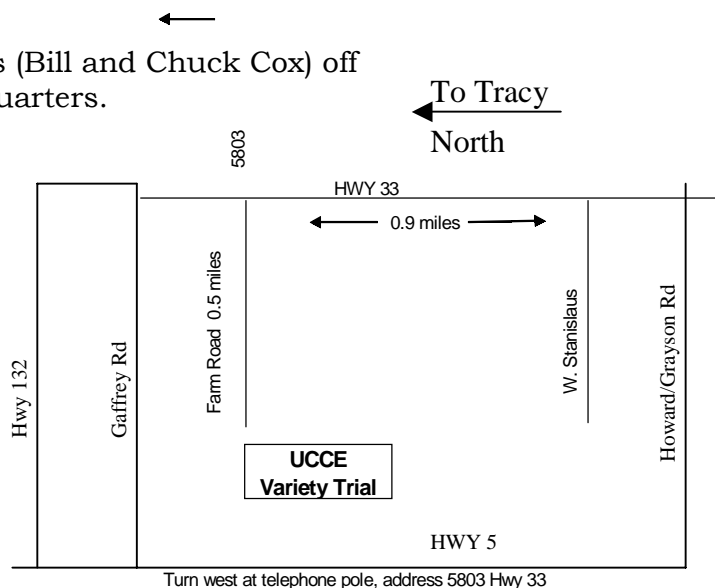 s (Bill and Chuck Cox) off
uarters.
To Tracy
North
5803
HWY 33
0.9 miles
Hwy 132
Gaffrey Rd
Farm Road 0.5 miles
W. Stanislaus
Howard/Grayson Rd
UCCE
Variety Trial
HWY 5
Turn west at telephone pole, address 5803 Hwy 33